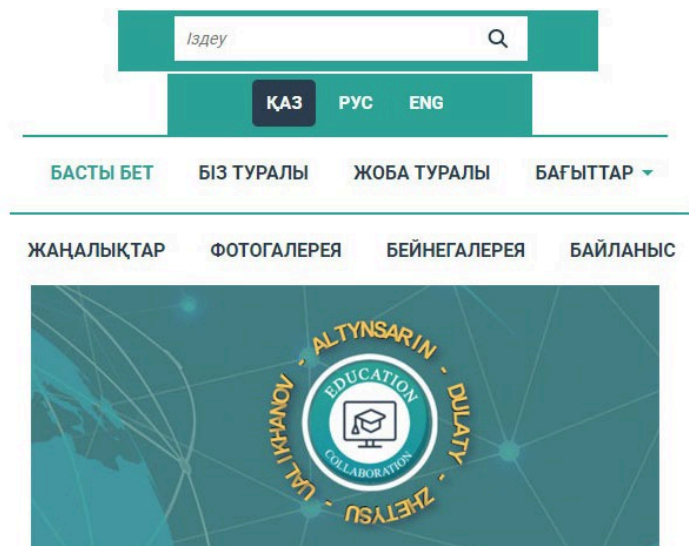 Іздеу
ҚАЗ РУС ENG
БАСТЫ БЕТ БІЗ ТУРАЛЫ ЖОБА ТУРАЛЫ БАҒЫТТАР
ЖАҢАЛЫҚТАР ФОТОГАЛЕРЕЯ БЕЙНЕГАЛЕРЕЯ БАЙЛАНЫС
UALIKHANOV - ALTYNSARIN - DULATY - ZHETYSU -
EDUCATION
COLLABORATION